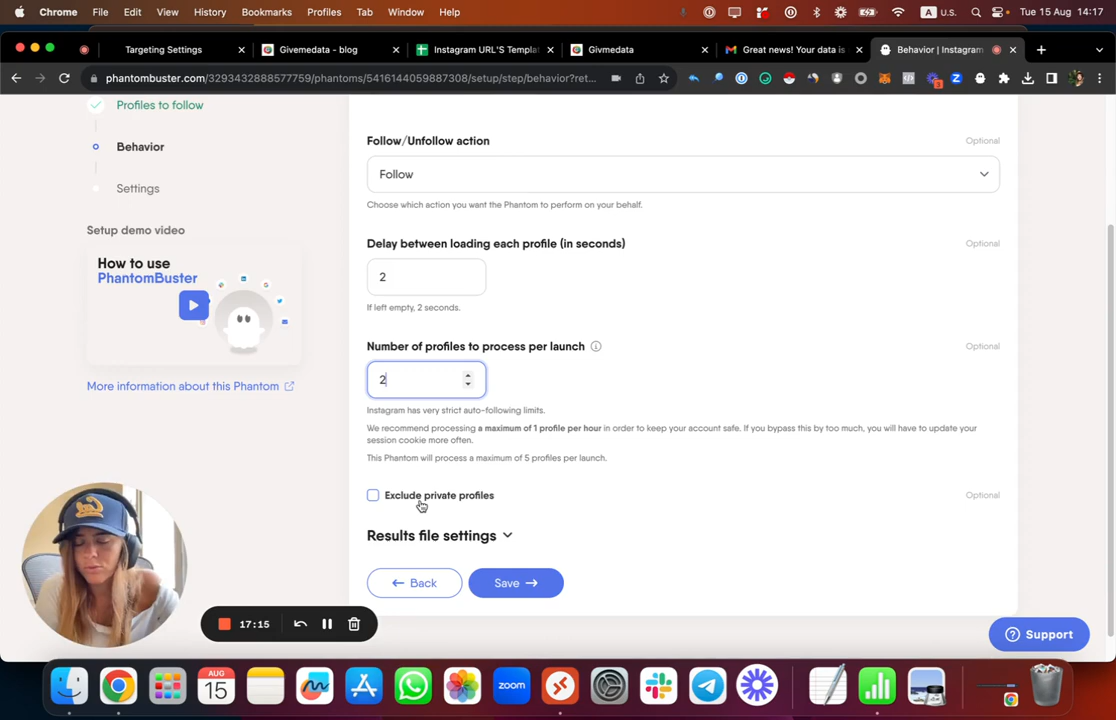 Chrome File Edit View History Bookmarks Profiles Tab Window Help A U.S. Tue 15 Aug 14:17
Targeting Settings Givemedata - blog Instagram URL'S Templat Givmedata Great news! Your data is Behavior | Instagram
phantombuster.com/3293432888577759/phantoms/5416144059887308/setup/step/behavior?ret...
Profiles to follow
Behavior
Settings
Setup demo video
How to use
PhantomBuster
More information about this Phantom
Follow/Unfollow action Optional
Follow
Choose which action you want the Phantom to perform on your behalf.
Delay between loading each profile (in seconds) Optional
2
If left empty, 2 seconds.
Number of profiles to process per launch Optional
2
Instagram has very strict auto-following limits.
We recommend processing a maximum of 1 profile per hour in order to keep your account safe. If you bypass this by too much, you will have to update your
session cookie more often.
This Phantom will process a maximum of 5 profiles per launch.
Exclude private profiles Optional
Results file settings
Back Save
17:15
Support
AUG
15
zoom